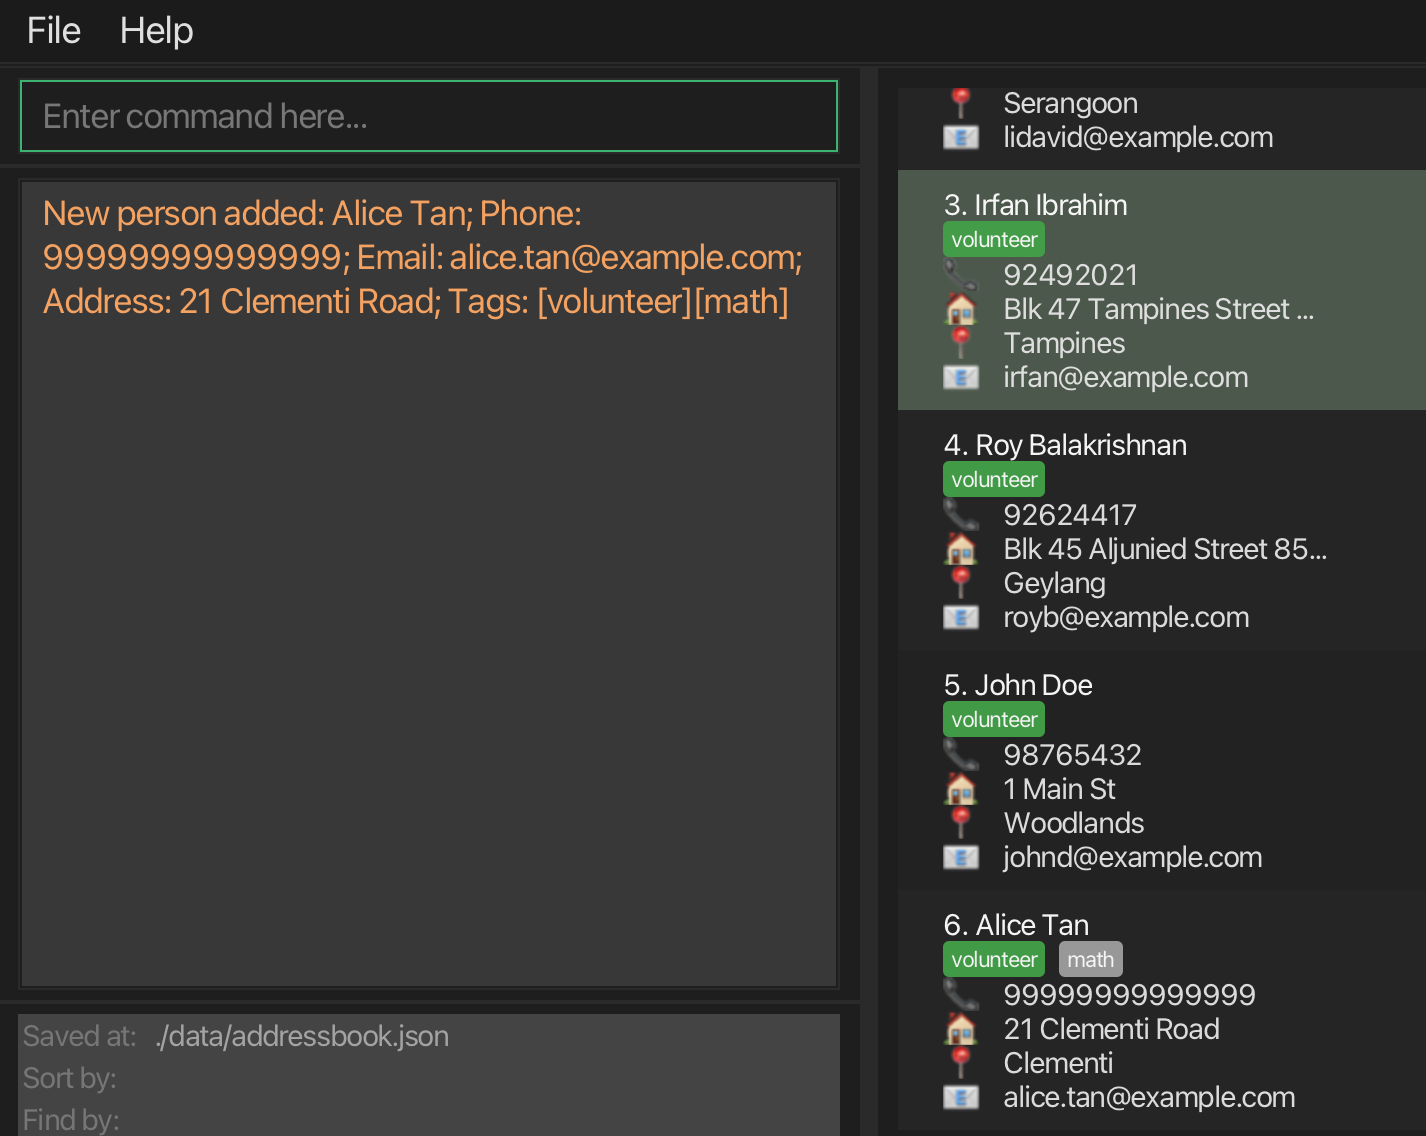 File Help
Enter command here...
New person added: Alice Tan; Phone:
99999999999999; Email: alice.tan@example.com;
Address: 21 Clementi Road; Tags: [volunteer][math]
Saved at: ./data/addressbook.json
Sort by:
Find by:
Serangoon
lidavid@example.com
3. Irfan Ibrahim
volunteer
92492021
Blk 47 Tampines Street ...
Tampines
irfan@example.com
4. Roy Balakrishnan
volunteer
92624417
Blk 45 Aljunied Street 85...
Geylang
royb@example.com
5. John Doe
volunteer
98765432
1 Main St
Woodlands
johnd@example.com
6. Alice Tan
volunteer math
99999999999999
21 Clementi Road
Clementi
alice.tan@example.com